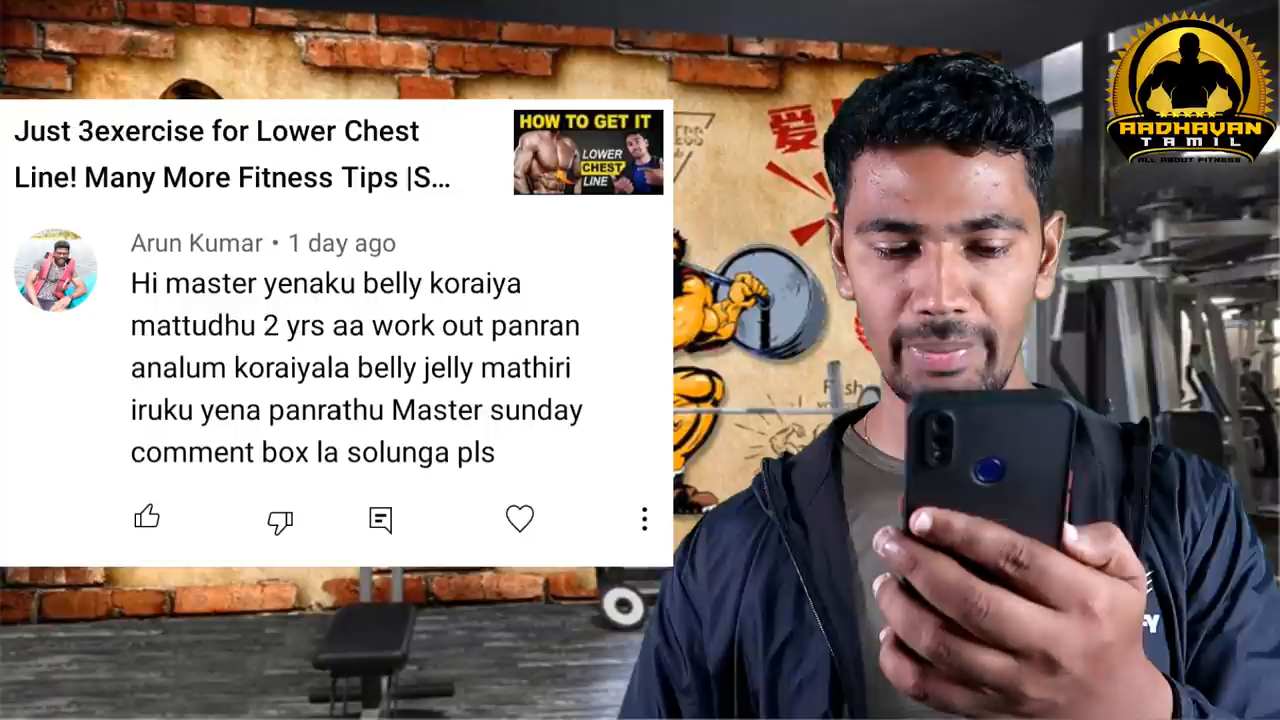 Just 3exercise for Lower Chest
Line! Many More Fitness Tips |S...
HOW TO GET IT
LOWER
CHEST
LINE
Arun Kumar • 1 day ago
Hi master yenaku belly koraiya
mattudhu 2 yrs aa work out panran
analum koraiyala belly jelly mathiri
iruku yena panrathu Master sunday
comment box la solunga pls
AADHAVAN
TAMIL
ALL ABOUT FITNESS
爱